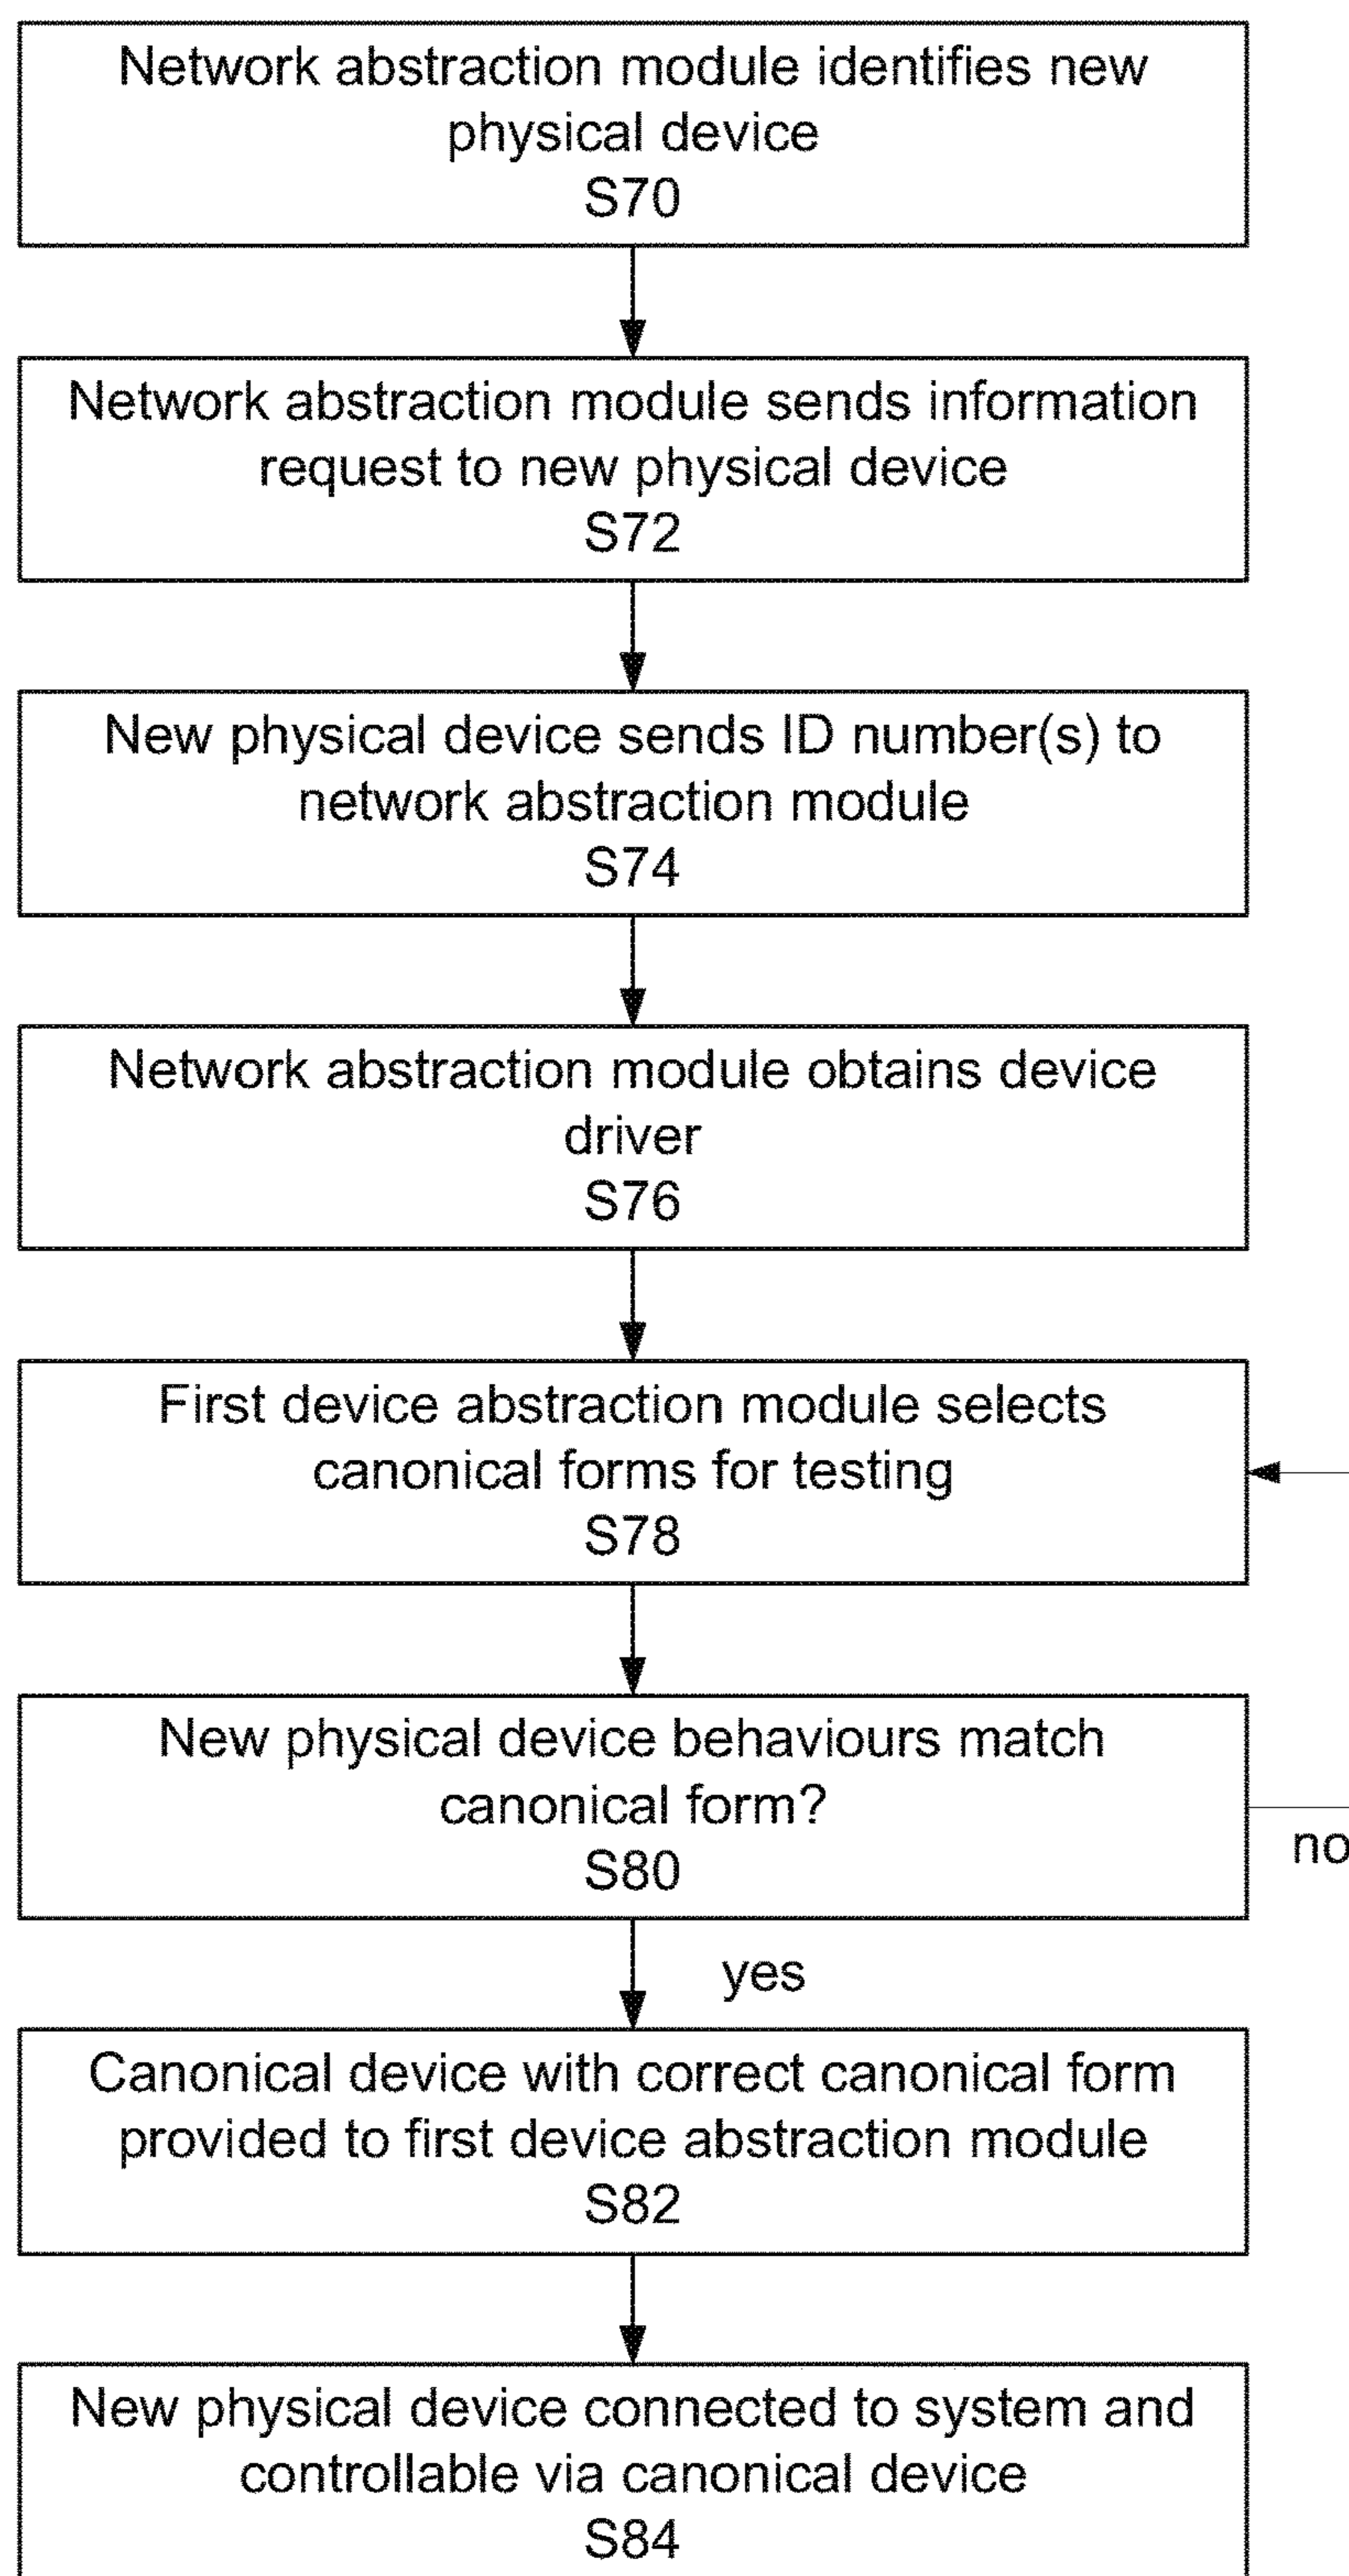 Network abstraction module identifies new
physical device
S70
Network abstraction module sends information
request to new physical device
S72
New physical device sends ID number(s) to
network abstraction module
S74
Network abstraction module obtains device
driver
S76
First device abstraction module selects
canonical forms for testing
S78
New physical device behaviours match
canonical form?
S80
no
yes
Canonical device with correct canonical form
provided to first device abstraction module
S82
New physical device connected to system and
controllable via canonical device
S84